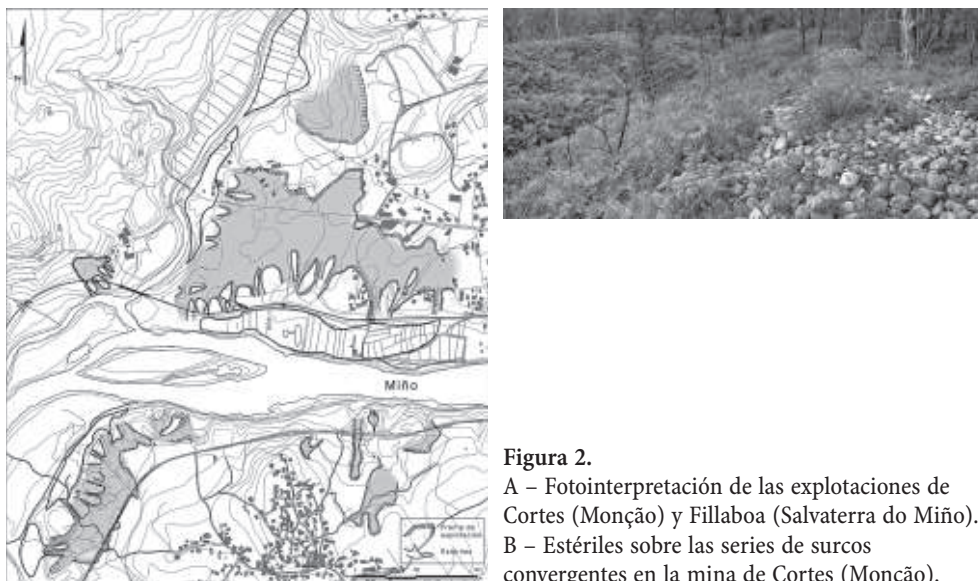 Miño
Figura 2.
A – Fotointerpretación de las explotaciones de
Cortes (Monção) y Fillaboa (Salvaterra do Miño).
B – Estériles sobre las series de surcos
convergentes en la mina de Cortes (Monção).